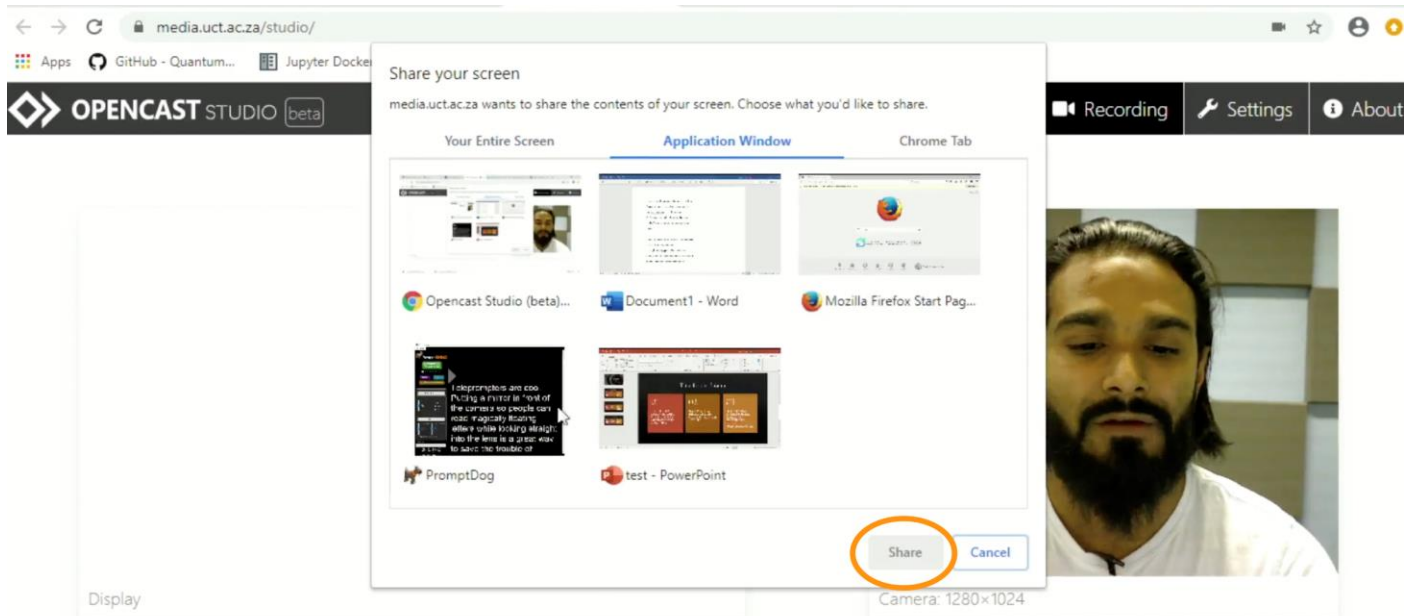 media.uct.ac.za/studio/
Apps GitHub - Quantum... Jupyter Docke
OPENCAST STUDIO beta
Recording Settings About
Share your screen
media.uct.ac.za wants to share the contents of your screen. Choose what you'd like to share.
Your Entire Screen Application Window Chrome Tab
Opencast Studio (beta)... Document1 - Word Mozilla Firefox Start Pag...
Teleprompters are coo
Putting a mirror in front of
the camera so people can
read magically floating
letters while looking straight
into the lens is a great way
to save the trouble of
PromptDog test - PowerPoint
Share Cancel
Display Camera: 1280×1024